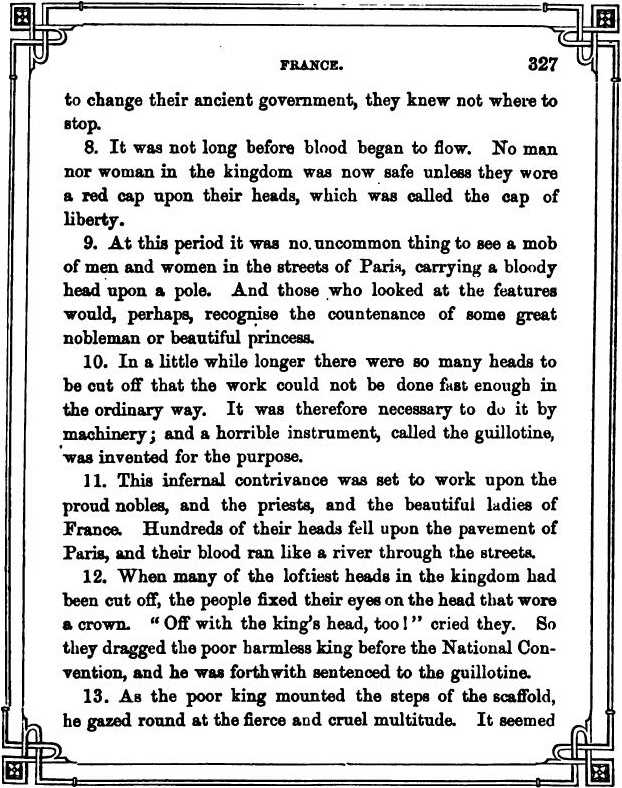 FRANCE. 327
to change their ancient government, they knew not where to
stop.
8. It was not long before blood began to flow. No man
nor woman in the kingdom was now safe unless they wore
a red cap upon their heads, which was called the cap of
liberty.
9. At this period it was no uncommon thing to see a mob
of men and women in the streets of Paris, carrying a bloody
head upon a pole. And those who looked at the features
would, perhaps, recognise the countenance of some great
nobleman or beautiful princess.
10. In a little while longer there were so many heads to
be cut off that the work could not be done fast enough in
the ordinary way. It was therefore necessary to do it by
machinery; and a horrible instrument, called the guillotine,
was invented for the purpose.
11. This infernal contrivance was set to work upon the
proud nobles, and the priests, and the beautiful ladies of
France. Hundreds of their heads fell upon the pavement of
Paris, and their blood ran like a river through the streets.
12. When many of the loftiest heads in the kingdom had
been cut off, the people fixed their eyes on the head that wore
a crown. "Off with the king's head, too!" cried they. So
they dragged the poor harmless king before the National Con-
vention, and he was forthwith sentenced to the guillotine.
13. As the poor king mounted the steps of the scaffold,
he gazed round at the fierce and cruel multitude. It seemed